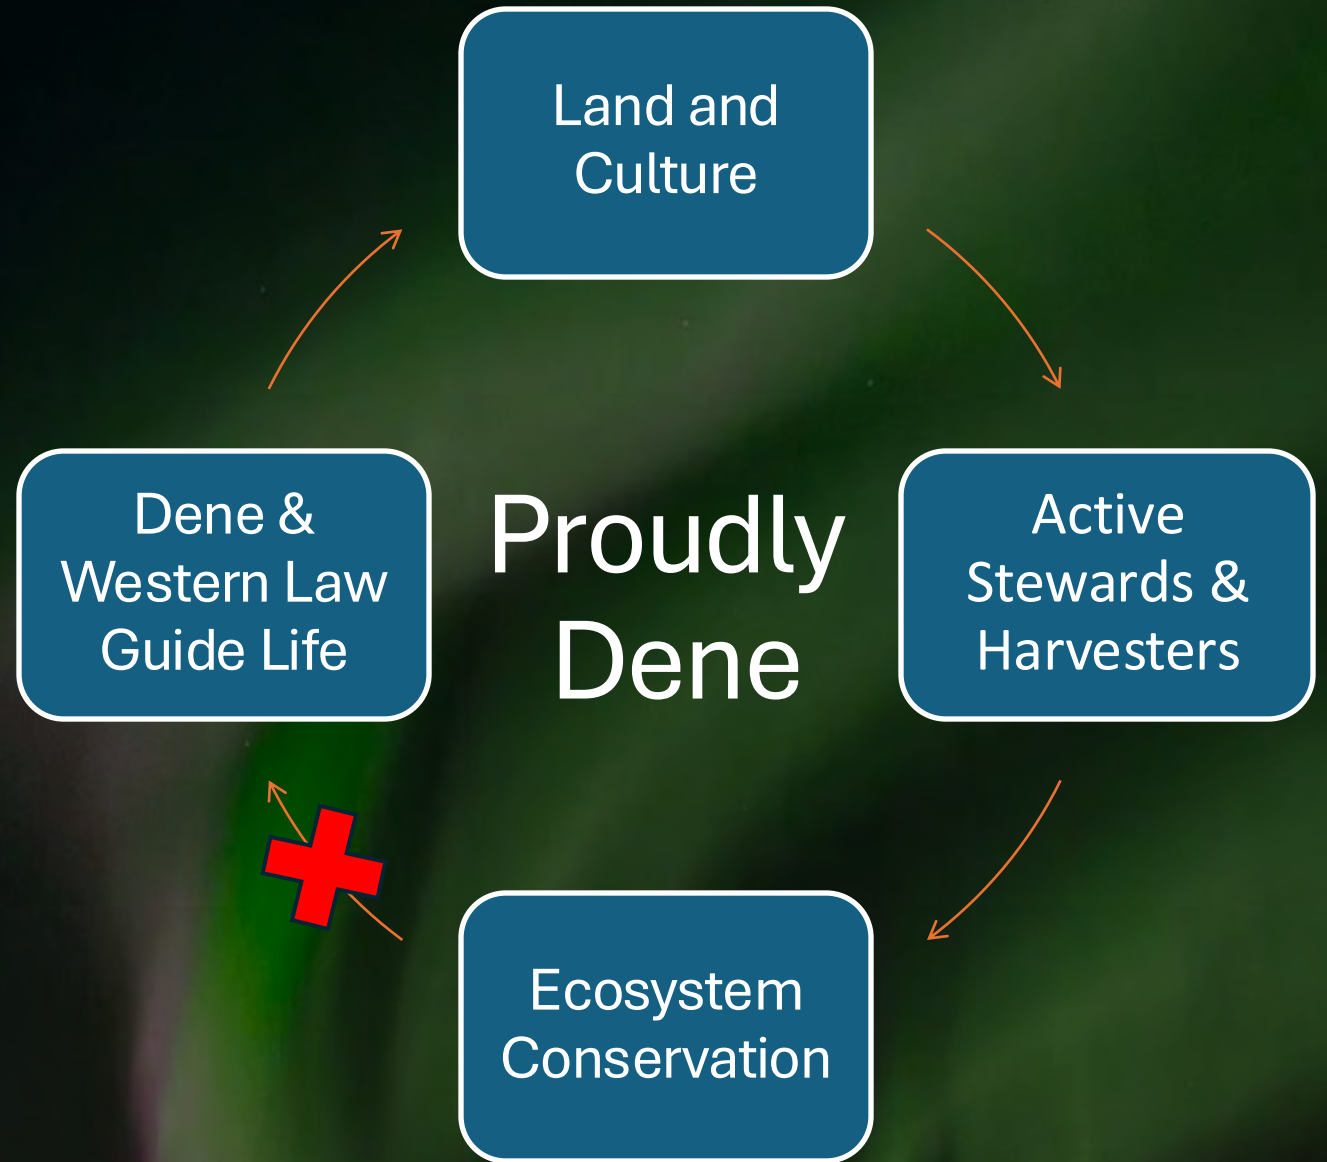 Land and
Culture
Dene &
Western Law
Guide Life
Proudly
Dene
Active
Stewards &
Harvesters
Ecosystem
Conservation